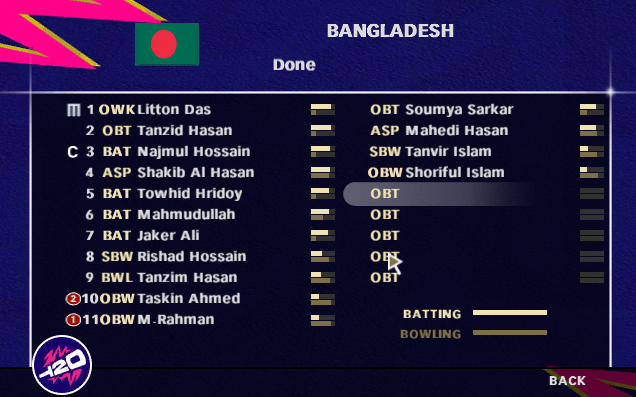 BANGLADESH
Done
1 OWK Litton Das
2 OBT Tanzid Hasan
C 3 BAT Najmul Hossain
4 ASP Shakib Al Hasan
5 BAT Towhid Hridoy
6 BAT Mahmudullah
7 BAT Jaker Ali
8 SBW Rishad Hossain
9 BWL Tanzim Hasan
2 10 OBW Taskin Ahmed
1 11 OBW M.Rahman
OBT Soumya Sarkar
ASP Mahedi Hasan
SBW Tanvir Islam
OBW Shoriful Islam
OBT
OBT
OBT
OBT
OBT
BATTING
BOWLING
T20
BACK